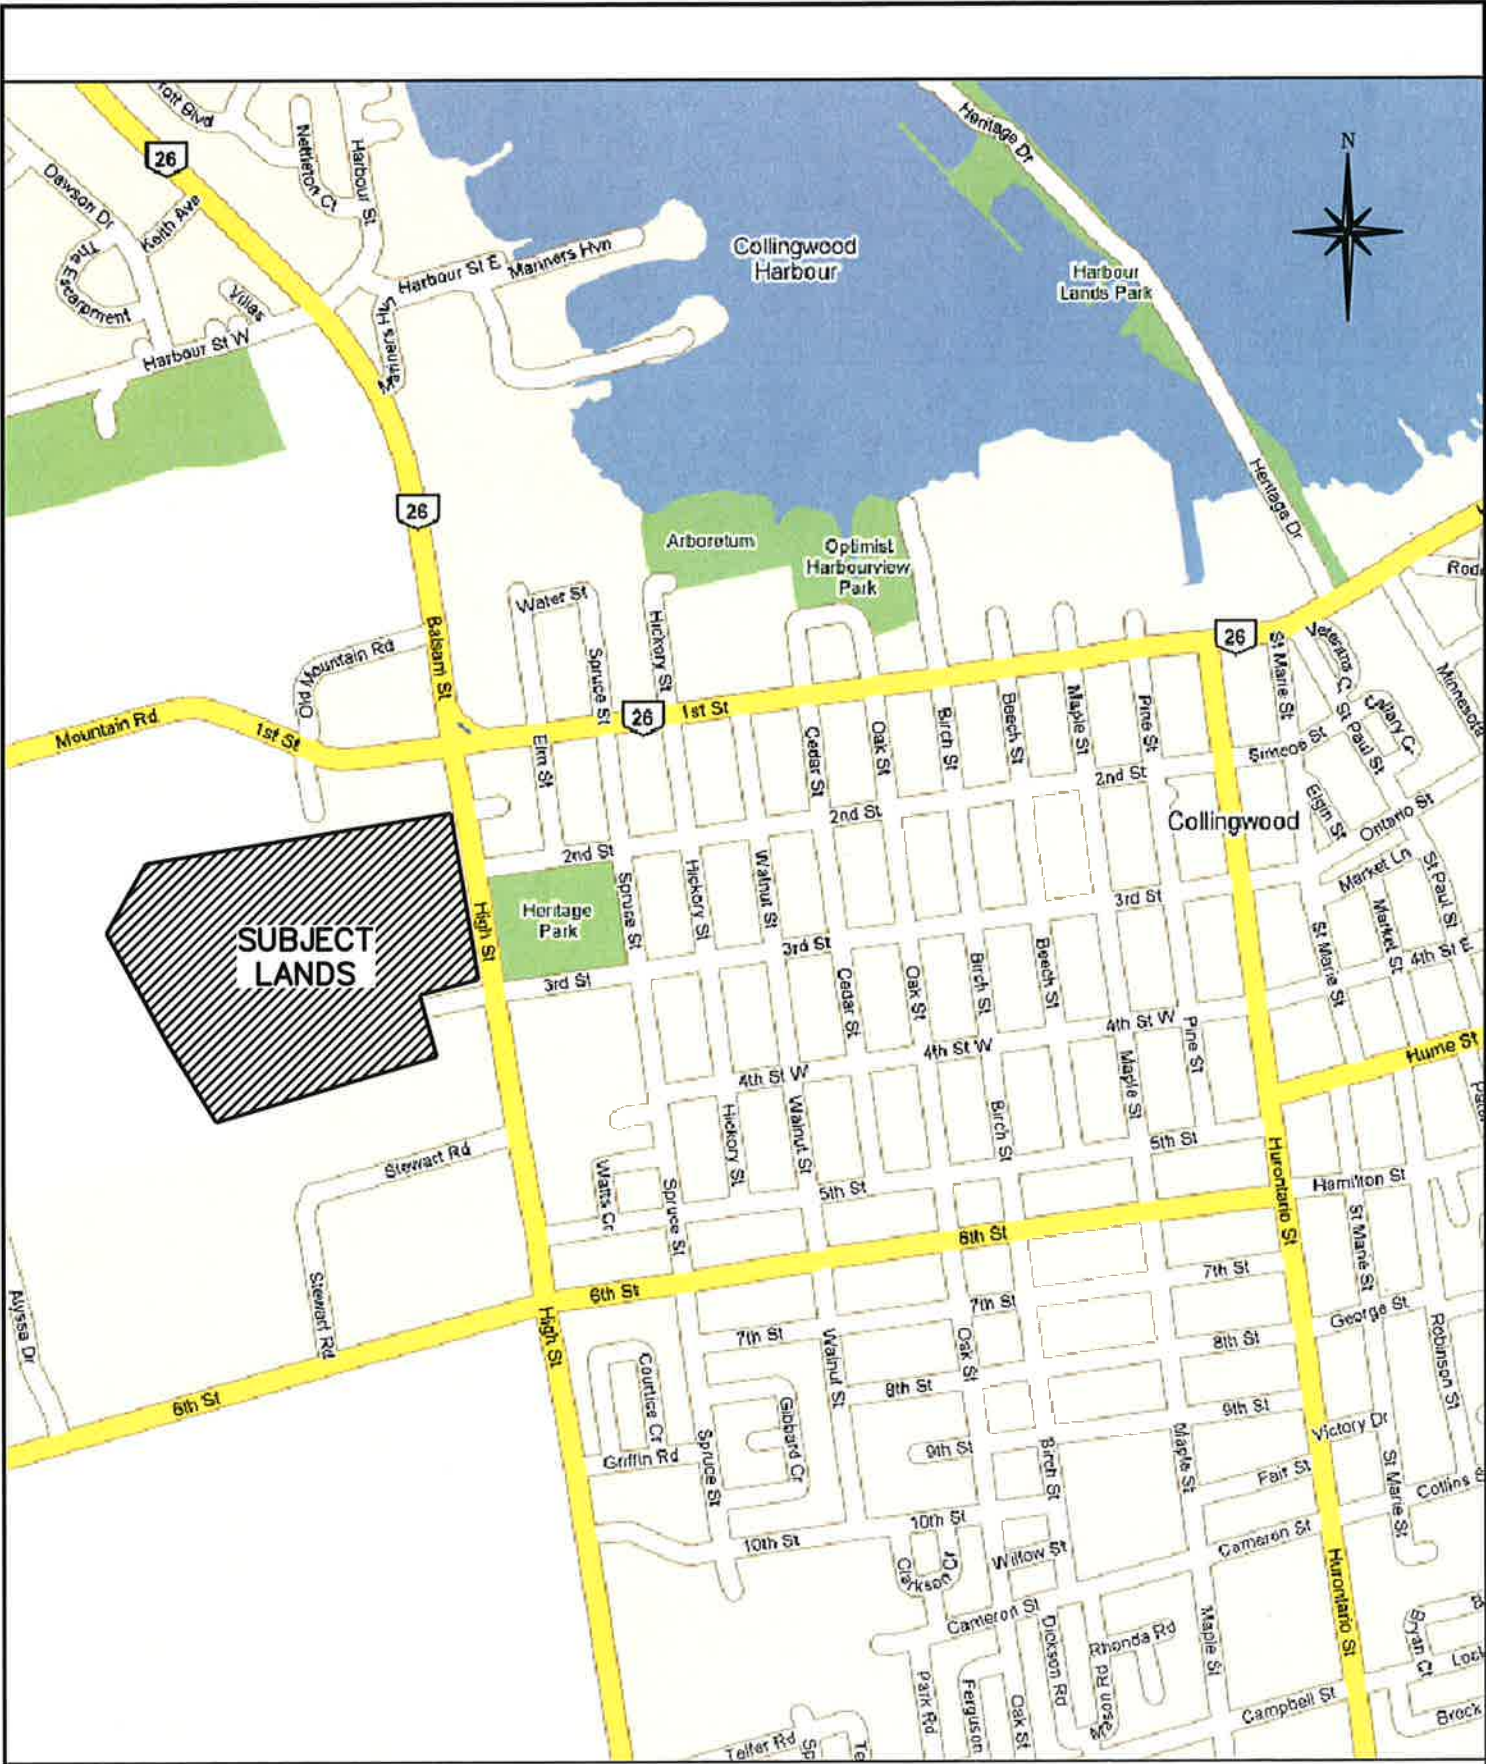 26
Nettleton Ct
Harbour St
Dawson Dr
Keith Ave
The Escarpment
Villas
Harbour St W
Harbour St E
Mariners Hvn
Collingwood
Harbour
Heritage Dr
Harbour
Lands Park
N
26
Arboretum
Optimist
Harbourview
Park
Heritage Dr
Water St
Hickory St
Spruce St
Balsam St
Old Mountain Rd
Mountain Rd
1st St
26
1st St
26
St Marie St
Minnesota
Elm St
Cedar St
Oak St
Birch St
Beech St
Maple St
Pine St
Simcoe St
St Paul St
2nd St
2nd St
2nd St
Collingwood
Elgin St
Ontario St
Market Ln
St Paul St
SUBJECT
LANDS
High St
Heritage
Park
Spruce St
Hickory St
Walnut St
3rd St
3rd St
3rd St
Cedar St
Oak St
Birch St
Beech St
St Marie St
Market St
4th St E
4th St W
4th St W
4th St W
Maple St
Pine St
Hume St
Hickory St
Walnut St
Birch St
5th St
5th St
Stewart Rd
Watts Cr
Spruce St
Hurontario St
Hamilton St
St Marie St
6th St
6th St
6th St
Stewart Rd
Alyssa Dr
High St
7th St
7th St
7th St
George St
Robinson St
8th St
8th St
Courtice Cr
Walnut St
Oak St
Gibbard Cr
Griffin Rd
Spruce St
9th St
9th St
Birch St
Maple St
Victory Dr
Fair St
St Marie St
Collins S
10th St
10th St
Clarkson Cr
Willow St
Cameron St
Cameron St
Hurontario St
Dickson Rd
Rhonda Rd
Mason Rd
Maple St
Bryan Ct
Park Rd
Ferguson
Oak St
Campbell St
Brock
Telfer Rd